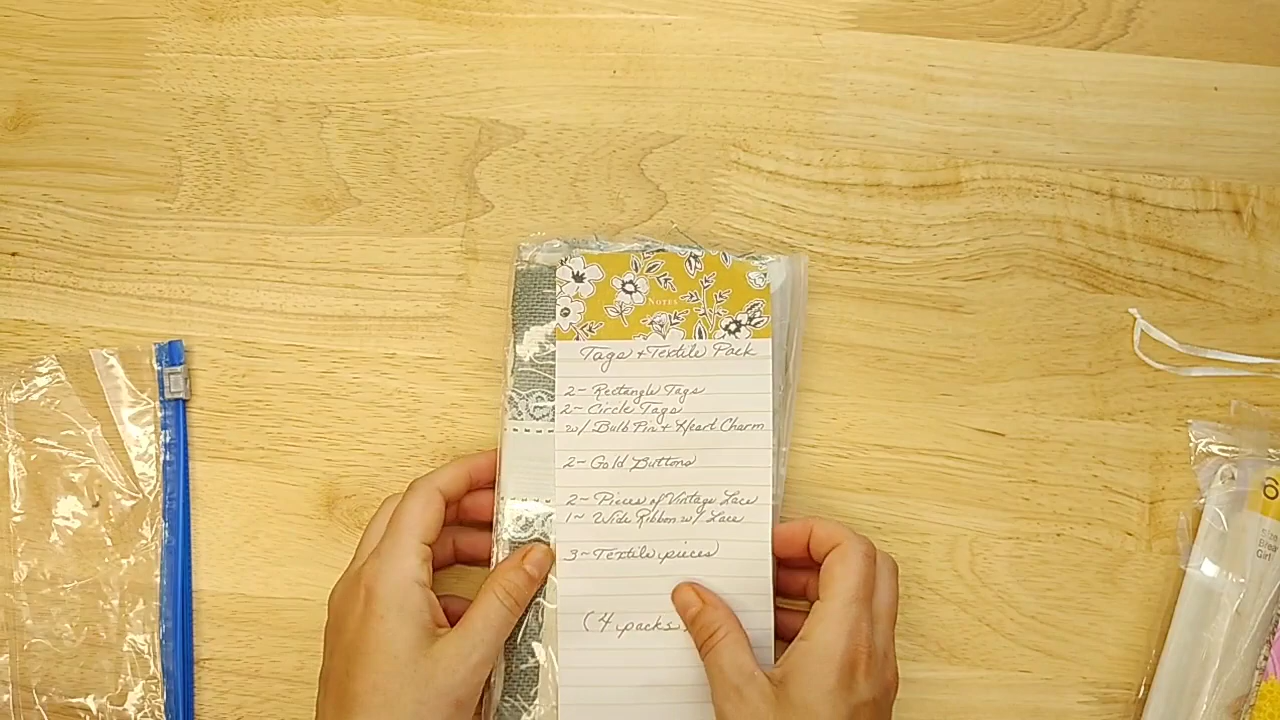 NOTES
Tags + Textile Pack
2- Rectangle Tags
2- Circle Tags
w/ Bulb Pin + Heart Charm
2- Gold Buttons
2- Pieces of Vintage Lace
1~ Wide Ribbon w/ Lace
3~ Textile pieces
(4 packs)
Girl